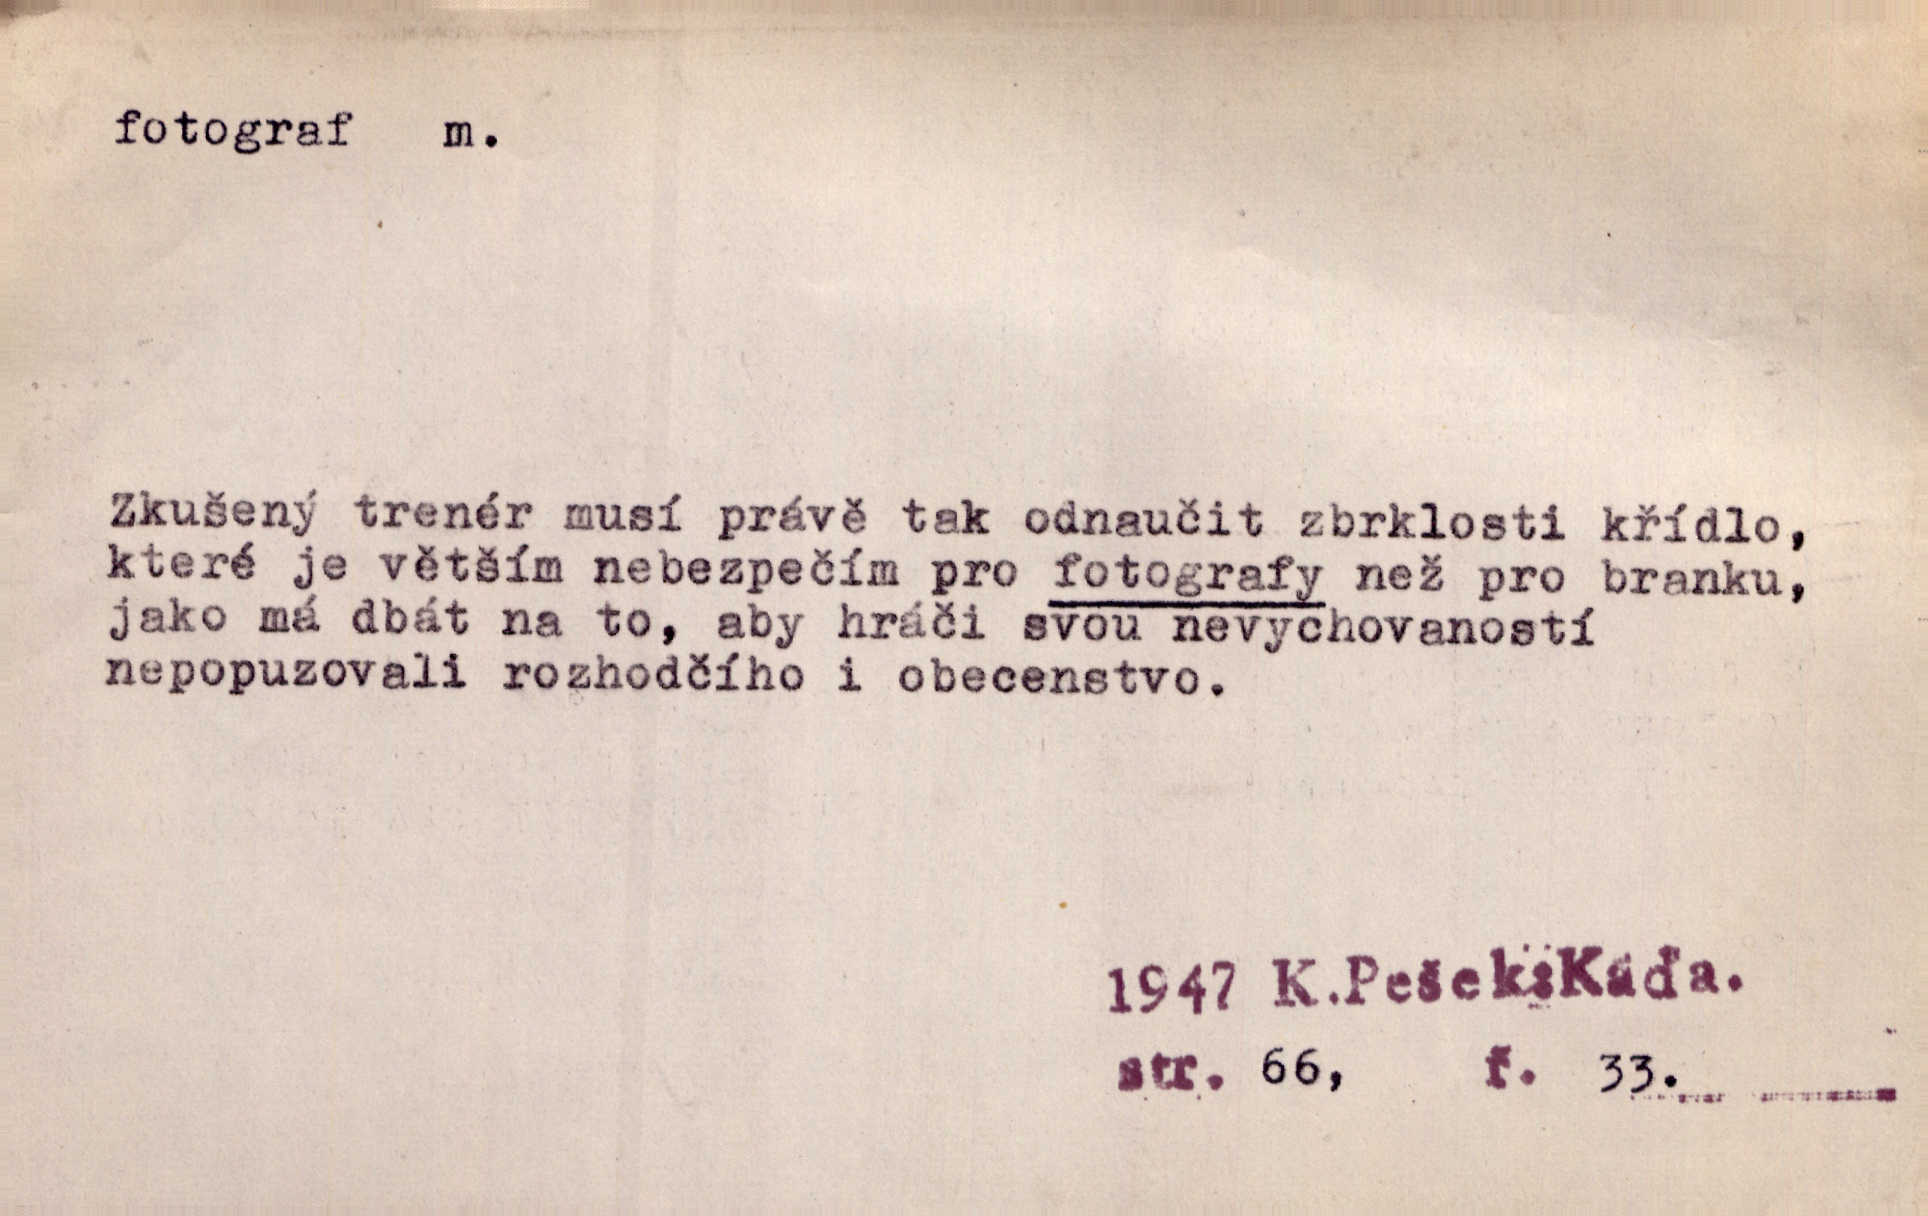 fotograf m.
Zkušený trenér musí právě tak odnaučit zbrklosti křídlo,
které je větším nebezpečím pro fotografy než pro branku,
jako má dbát na to, aby hráči svou nevychovaností
nepopuzovali rozhodčího i obecenstvo.
1947 K.Pešek:Káďa.
str. 66, ř. 33.